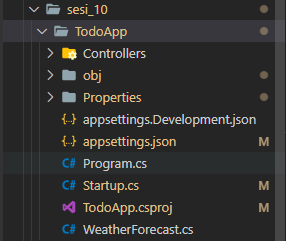 sesi_10
TodoApp
Controllers
obj
Properties
appsettings.Development.json
appsettings.json M
Program.cs
Startup.cs M
TodoApp.csproj M
WeatherForecast.cs